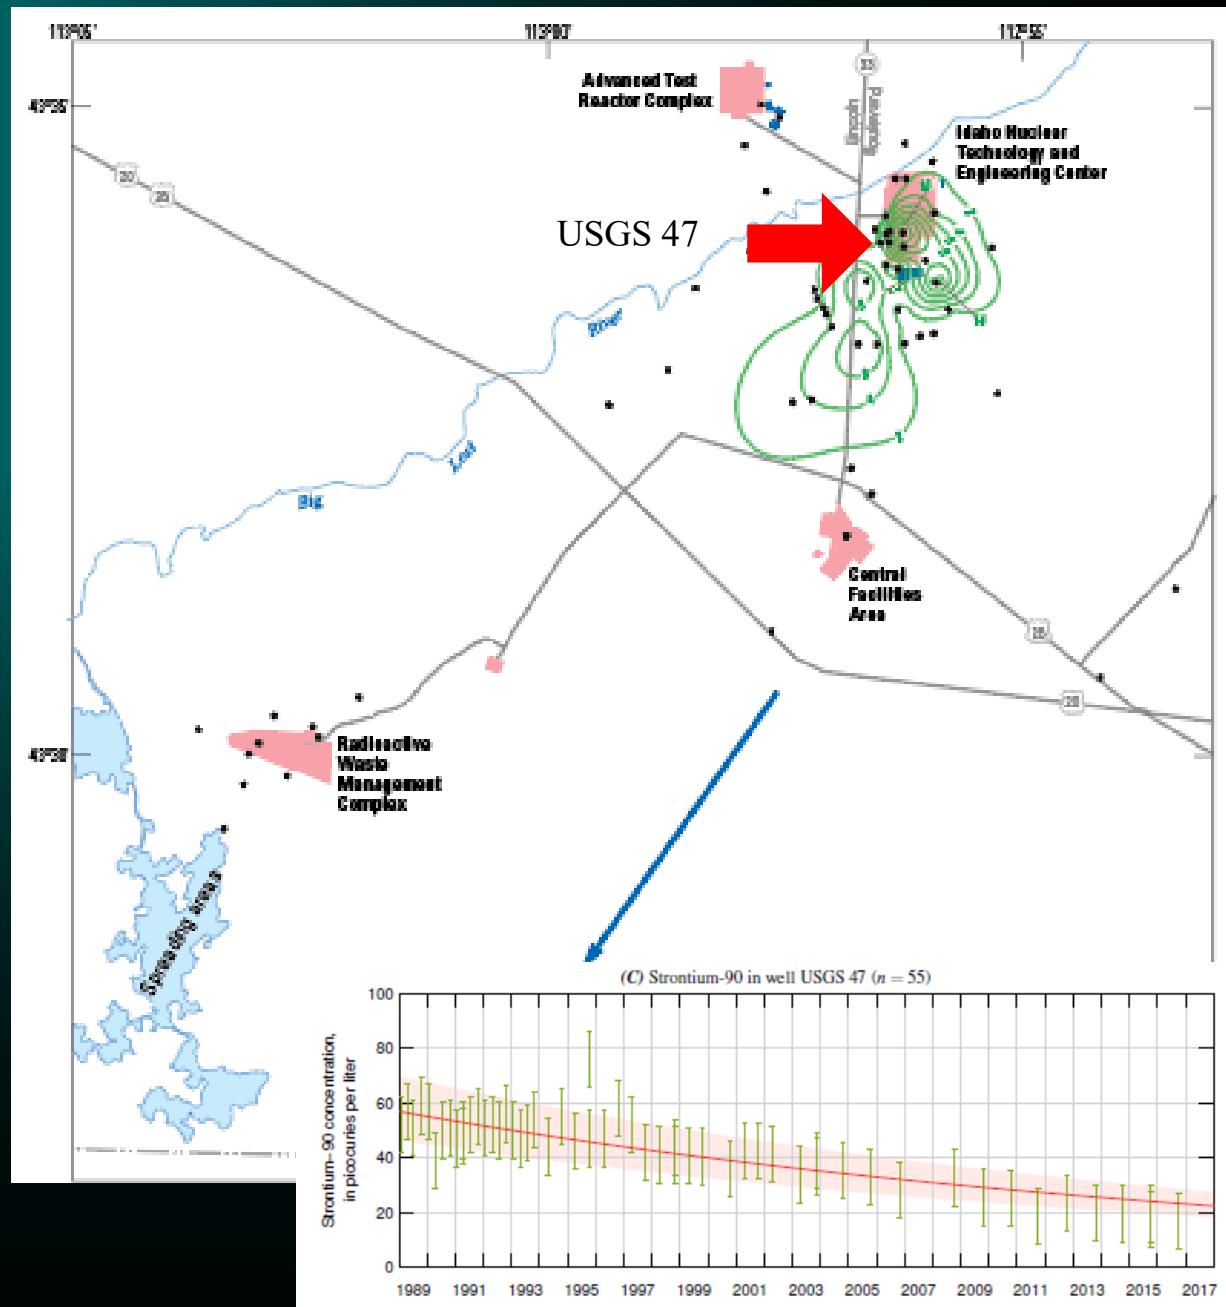 113°05'
113°00'
112°55'
43°35'
Advanced Test
Reactor Complex
33
Lincoln
Boulevard
Idaho Nuclear
Technology and
Engineering Center
20
26
USGS 47
River
Lost
Big
Central
Facilities
Area
43°30'
Radioactive
Waste
Management
Complex
Spreading areas
(C) Strontium-90 in well USGS 47 (n = 55)
Strontium-90 concentration,
in picocuries per liter
100
80
60
40
20
0
1989 1991 1993 1995 1997 1999 2001 2003 2005 2007 2009 2011 2013 2015 2017